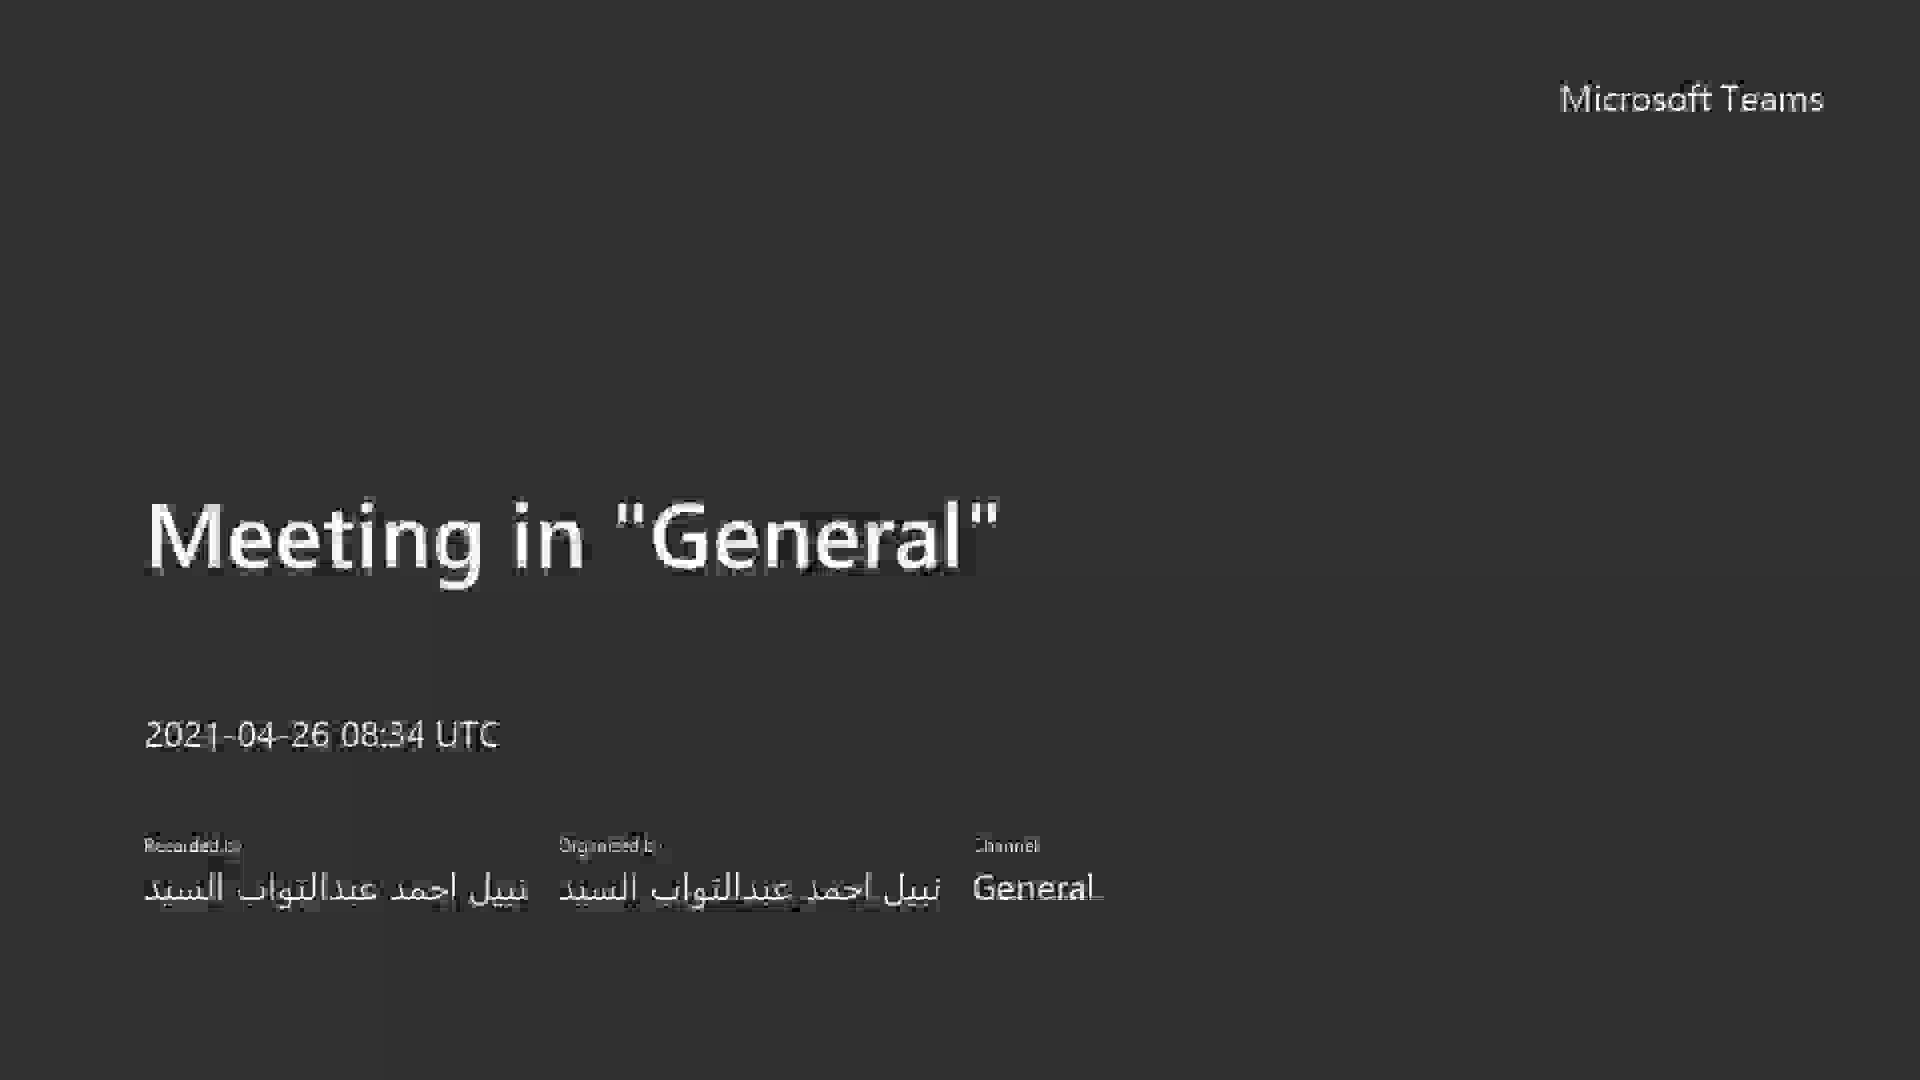 Microsoft Teams
Meeting in "General"
2021-04-26 08:34 UTC
Recorded by Organized by Channel
نبيل احمد عبدالتواب السيد نبيل احمد عبدالتواب السيد General